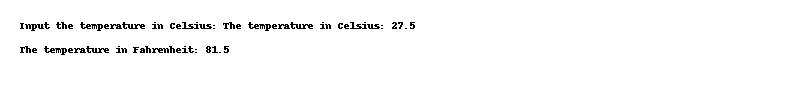 Input the temperature in Celsius: The temperature in Celsius: 27.5
The temperature in Fahrenheit: 81.5